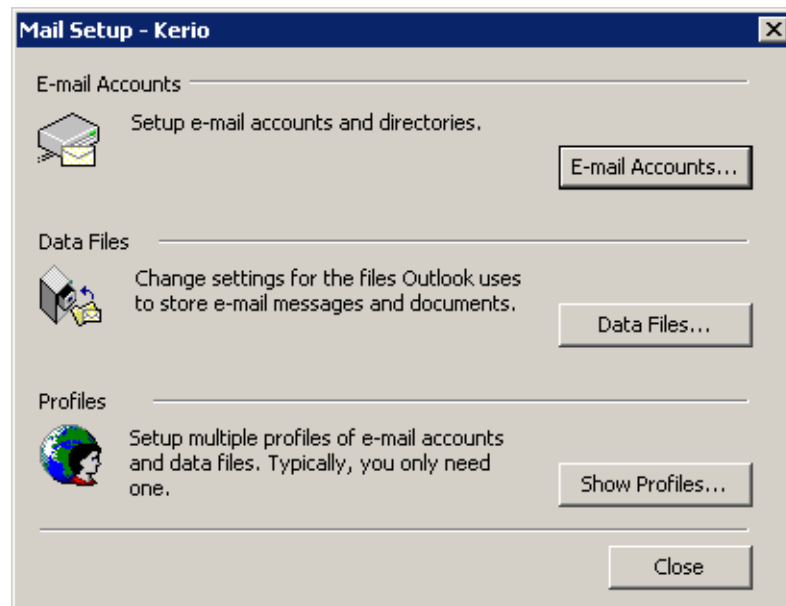 Mail Setup - Kerio
E-mail Accounts
Setup e-mail accounts and directories.
E-mail Accounts...
Data Files
Change settings for the files Outlook uses
to store e-mail messages and documents.
Data Files...
Profiles
Setup multiple profiles of e-mail accounts
and data files. Typically, you only need
one.
Show Profiles...
Close